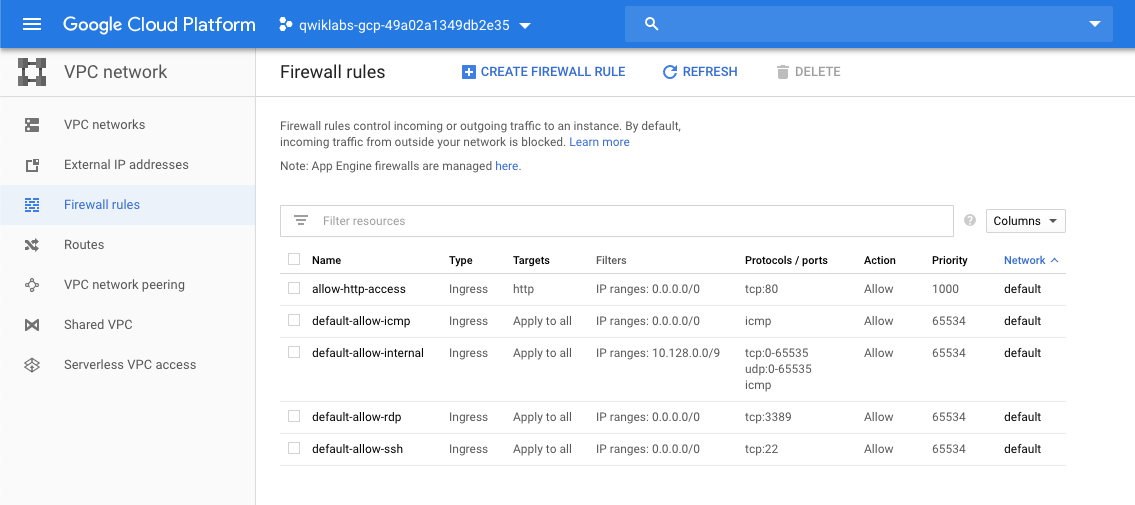 Google Cloud Platform
qwiklabs-gcp-49a02a1349db2e35
VPC network
VPC networks
External IP addresses
Firewall rules
Routes
VPC network peering
Shared VPC
Serverless VPC access
Firewall rules
CREATE FIREWALL RULE
REFRESH
DELETE
Firewall rules control incoming or outgoing traffic to an instance. By default,
incoming traffic from outside your network is blocked. Learn more
Note: App Engine firewalls are managed here.
Filter resources
?
Columns
Name Type Targets Filters Protocols / ports Action Priority Network
allow-http-access Ingress http IP ranges: 0.0.0.0/0 tcp:80 Allow 1000 default
default-allow-icmp Ingress Apply to all IP ranges: 0.0.0.0/0 icmp Allow 65534 default
default-allow-internal Ingress Apply to all IP ranges: 10.128.0.0/9 tcp:0-65535 Allow 65534 default
udp:0-65535
icmp
default-allow-rdp Ingress Apply to all IP ranges: 0.0.0.0/0 tcp:3389 Allow 65534 default
default-allow-ssh Ingress Apply to all IP ranges: 0.0.0.0/0 tcp:22 Allow 65534 default